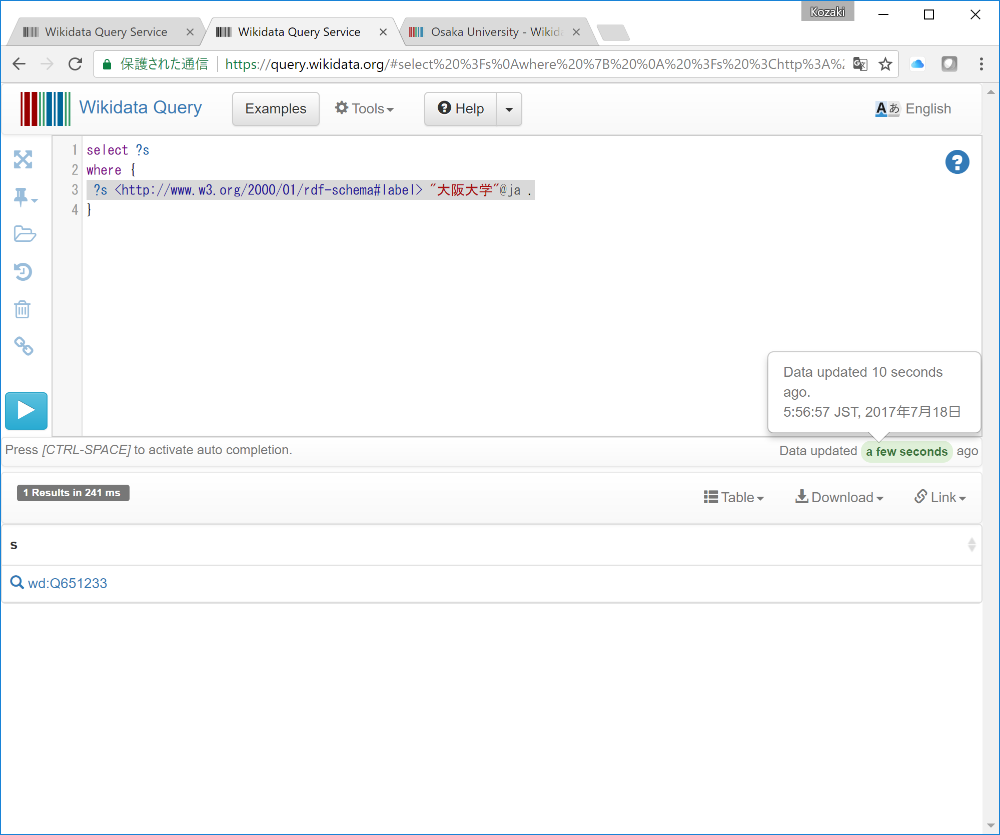 Kozaki
Wikidata Query Service
Wikidata Query Service
Osaka University - Wikida
保護された通信
https://query.wikidata.org/#select%20%3Fs%0Awhere%20%7B%20%0A%20%3Fs%20%3Chttp%3A%2
Wikidata Query
Examples
Tools
Help
Aあ English
1 select ?s
2 where {
3 ?s <http://www.w3.org/2000/01/rdf-schema#label> "大阪大学"@ja .
4 }
Data updated 10 seconds
ago.
5:56:57 JST, 2017年7月18日
Press [CTRL-SPACE] to activate auto completion.
Data updated a few seconds ago
1 Results in 241 ms
Table
Download
Link
s
wd:Q651233